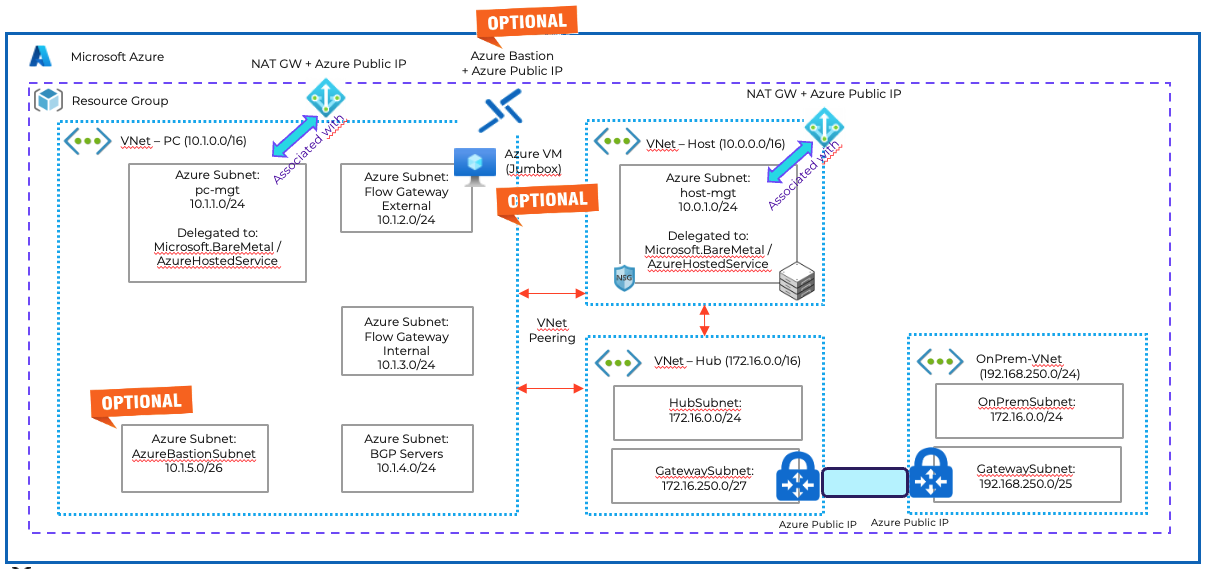 OPTIONAL
Microsoft Azure
Azure Bastion
+ Azure Public IP
NAT GW + Azure Public IP
NAT GW + Azure Public IP
Resource Group
VNet – PC (10.1.0.0/16)
Associated with
Azure Subnet:
pc-mgt
10.1.1.0/24
Delegated to:
Microsoft.BareMetal /
AzureHostedService
Azure Subnet:
Flow Gateway
External
10.1.2.0/24
Azure VM
(Jumbox)
OPTIONAL
VNet – Host (10.0.0.0/16)
Associated with
Azure Subnet:
host-mgt
10.0.1.0/24
Delegated to:
Microsoft.BareMetal /
AzureHostedService
NSG
Azure Subnet:
Flow Gateway
Internal
10.1.3.0/24
VNet
Peering
OPTIONAL
Azure Subnet:
AzureBastionSubnet
10.1.5.0/26
Azure Subnet:
BGP Servers
10.1.4.0/24
VNet – Hub (172.16.0.0/16)
HubSubnet:
172.16.0.0/24
GatewaySubnet:
172.16.250.0/27
Azure Public IP
OnPrem-VNet
(192.168.250.0/24)
OnPremSubnet:
172.16.0.0/24
GatewaySubnet:
192.168.250.0/25
Azure Public IP